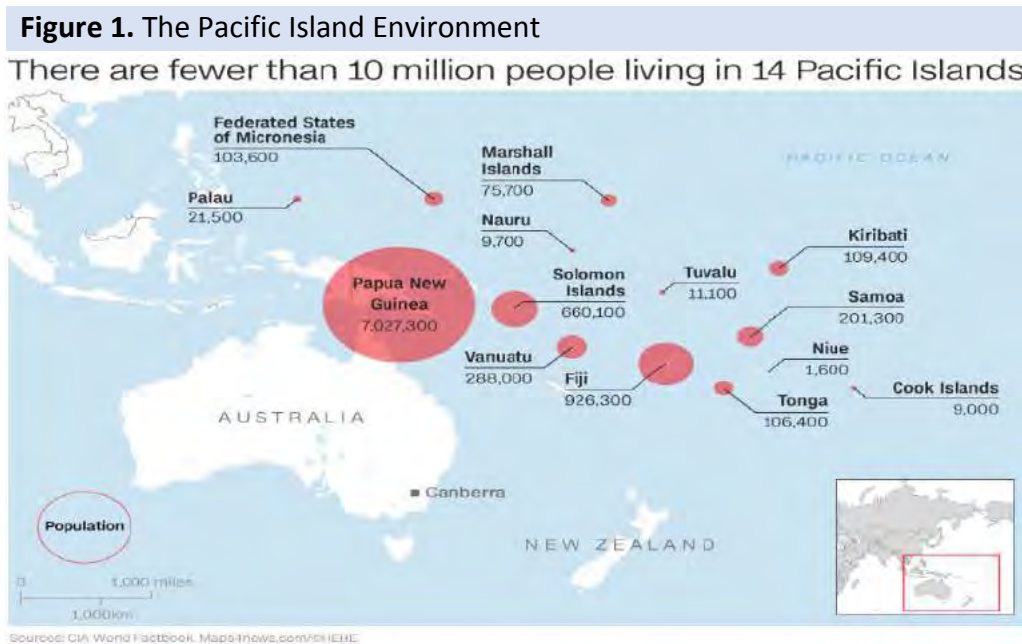 Figure 1. The Pacific Island Environment
There are fewer than 10 million people living in 14 Pacific Islands
Federated States
of Micronesia
103,600
Marshall
Islands
75,700
PACIFIC OCEAN
Palau
21,500
Nauru
9,700
Kiribati
109,400
Papua New
Guinea
7,027,300
Solomon
Islands
660,100
Tuvalu
11,100
Samoa
201,300
Vanuatu
288,000
Fiji
926,300
Niue
1,600
Tonga
106,400
Cook Islands
9,000
AUSTRALIA
Canberra
Population
NEW ZEALAND
0 1,000 miles
1,000km
Sources: CIA World Factbook, Maps4news.com/©HERE